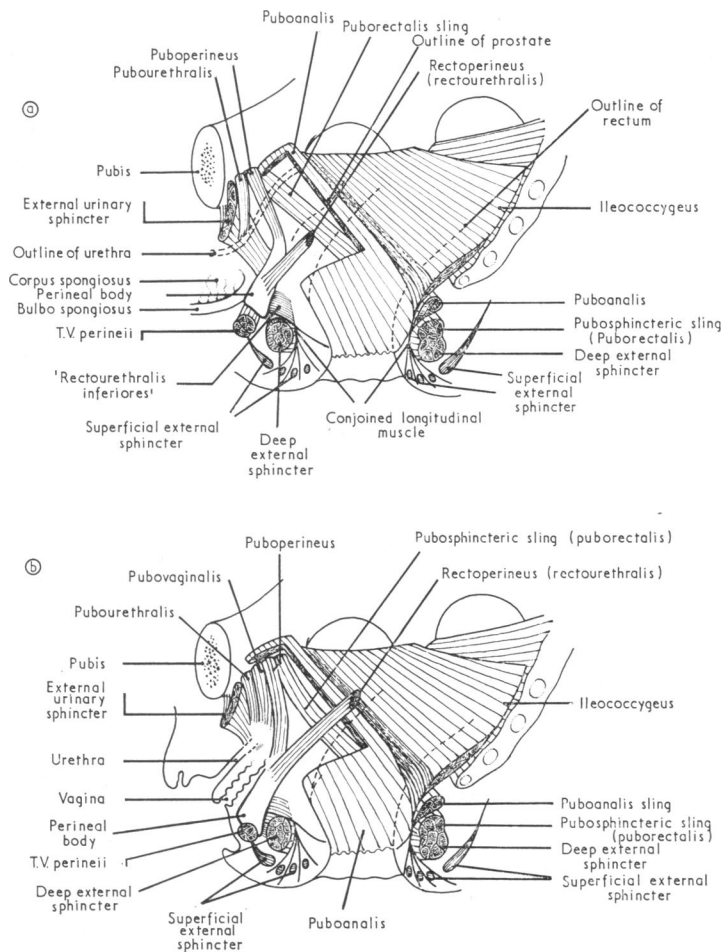 Puboanalis
Puborectalis sling
Outline of prostate
Puboperineus
Pubourethralis
Rectoperineus
(rectourethralis)
a
Outline of
rectum
Pubis
External urinary
sphincter
Ileococcygeus
Outline of urethra
Corpus spongiosus
Perineal body
Bulbo spongiosus
T.V. perineii
Puboanalis
Pubosphincteric sling
(Puborectalis)
Deep external
sphincter
'Rectourethralis
inferiores'
Superficial
external
sphincter
Superficial external
sphincter
Deep
external
sphincter
Conjoined longitudinal
muscle
b
Puboperineus
Pubosphincteric sling (puborectalis)
Pubovaginalis
Rectoperineus (rectourethralis)
Pubourethralis
Pubis
External
urinary
sphincter
Ileococcygeus
Urethra
Vagina
Perineal
body
T.V. perineii
Deep external
sphincter
Puboanalis sling
Pubosphincteric sling
(puborectalis)
Deep external
sphincter
Superficial external
sphincter
Superficial
external
sphincter
Puboanalis